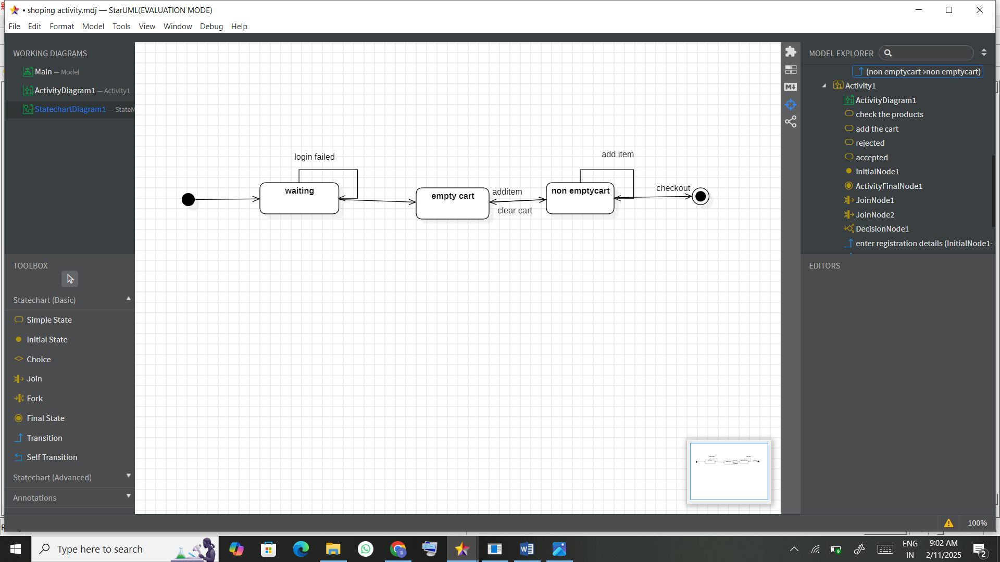 • shoping activity.mdj — StarUML(EVALUATION MODE)
File Edit Format Model Tools View Window Debug Help
WORKING DIAGRAMS
Main — Model
ActivityDiagram1 — Activity1
StatechartDiagram1 — StateM
TOOLBOX
Statechart (Basic)
Simple State
Initial State
Choice
Join
Fork
Final State
Transition
Self Transition
Statechart (Advanced)
Annotations
login failed
add item
waiting
empty cart
additem
clear cart
non emptycart
checkout
MODEL EXPLORER
(non emptycart→non emptycart)
Activity1
ActivityDiagram1
check the products
add the cart
rejected
accepted
InitialNode1
ActivityFinalNode1
JoinNode1
JoinNode2
DecisionNode1
enter registration details (InitialNode1-
EDITORS
100%
Type here to search
ENG
IN
9:02 AM
2/11/2025
2